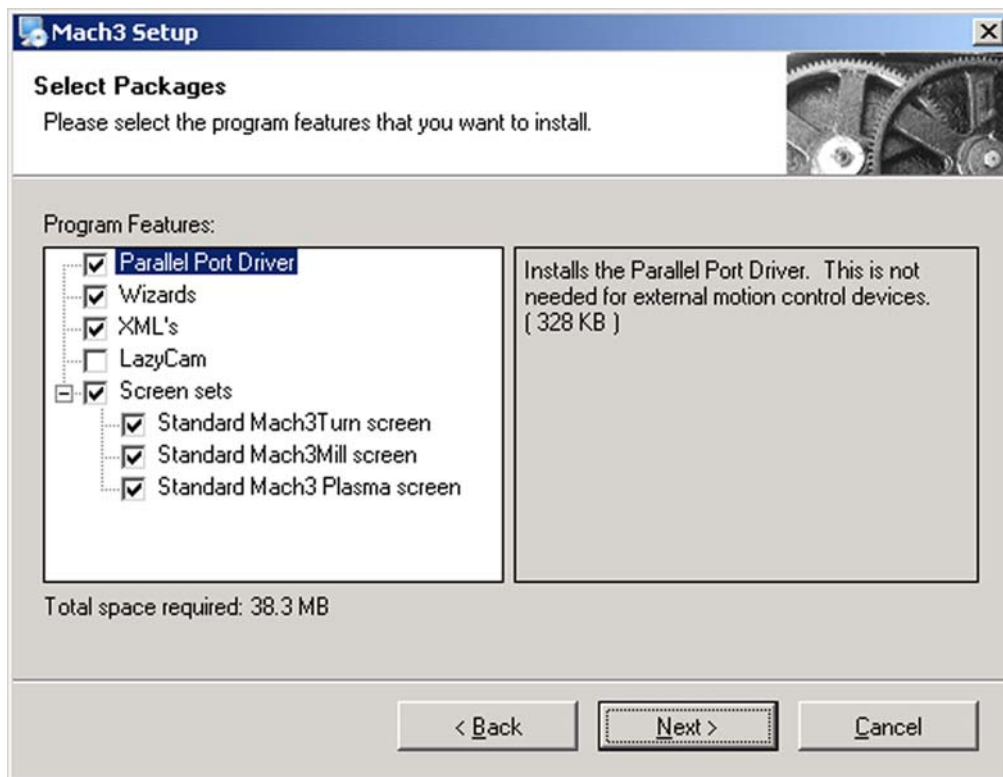 Mach3 Setup
Select Packages
Please select the program features that you want to install.
Program Features:
Parallel Port Driver
Wizards
XML's
LazyCam
Screen sets
Standard Mach3Turn screen
Standard Mach3Mill screen
Standard Mach3 Plasma screen
Installs the Parallel Port Driver. This is not
needed for external motion control devices.
( 328 KB )
Total space required: 38.3 MB
< Back
Next >
Cancel